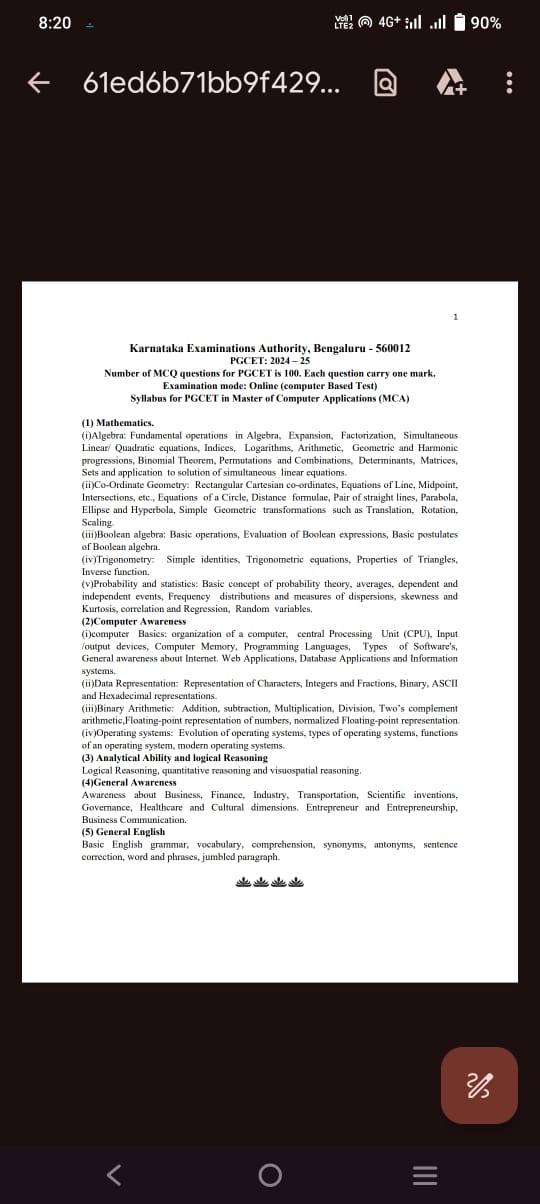 8:20
Vo)) 1 LTE2 4G+ 90%
61ed6b71bb9f429...
1
Karnataka Examinations Authority, Bengaluru - 560012
PGCET: 2024 – 25
Number of MCQ questions for PGCET is 100. Each question carry one mark.
Examination mode: Online (computer Based Test)
Syllabus for PGCET in Master of Computer Applications (MCA)
(1) Mathematics.
(i)Algebra: Fundamental operations in Algebra, Expansion, Factorization, Simultaneous
Linear/ Quadratic equations, Indices, Logarithms, Arithmetic, Geometric and Harmonic
progressions, Binomial Theorem, Permutations and Combinations, Determinants, Matrices,
Sets and application to solution of simultaneous linear equations.
(ii)Co-Ordinate Geometry: Rectangular Cartesian co-ordinates, Equations of Line, Midpoint,
Intersections, etc., Equations of a Circle, Distance formulae, Pair of straight lines, Parabola,
Ellipse and Hyperbola, Simple Geometric transformations such as Translation, Rotation,
Scaling.
(iii)Boolean algebra: Basic operations, Evaluation of Boolean expressions, Basic postulates
of Boolean algebra.
(iv)Trigonometry: Simple identities, Trigonometric equations, Properties of Triangles,
Inverse function.
(v)Probability and statistics: Basic concept of probability theory, averages, dependent and
independent events, Frequency distributions and measures of dispersions, skewness and
Kurtosis, correlation and Regression, Random variables.
(2)Computer Awareness
(i)computer Basics: organization of a computer, central Processing Unit (CPU), Input
/output devices, Computer Memory, Programming Languages, Types of Software's,
General awareness about Internet. Web Applications, Database Applications and Information
systems.
(ii)Data Representation: Representation of Characters, Integers and Fractions, Binary, ASCII
and Hexadecimal representations.
(iii)Binary Arithmetic: Addition, subtraction, Multiplication, Division, Two's complement
arithmetic,Floating-point representation of numbers, normalized Floating-point representation.
(iv)Operating systems: Evolution of operating systems, types of operating systems, functions
of an operating system, modern operating systems.
(3) Analytical Ability and logical Reasoning
Logical Reasoning, quantitative reasoning and visuospatial reasoning.
(4)General Awareness
Awareness about Business, Finance, Industry, Transportation, Scientific inventions,
Governance, Healthcare and Cultural dimensions. Entrepreneur and Entrepreneurship,
Business Communication.
(5) General English
Basic English grammar, vocabulary, comprehension, synonyms, antonyms, sentence
correction, word and phrases, jumbled paragraph.